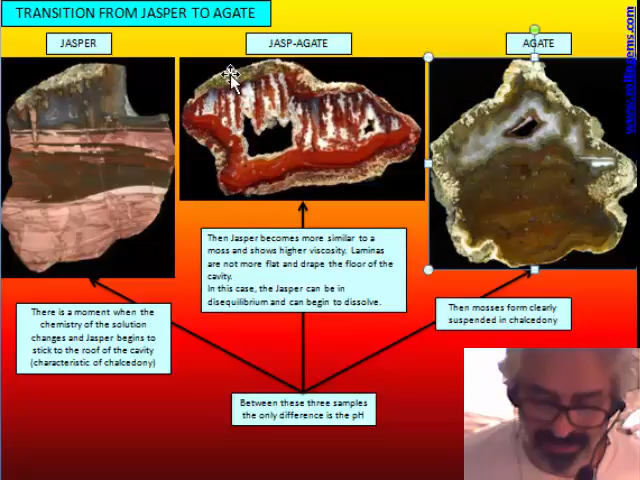 TRANSITION FROM JASPER TO AGATE
JASPER
JASP-AGATE
AGATE
www.rollingems.com
Then Jasper becomes more similar to a
moss and shows higher viscosity. Laminas
are not more flat and drape the floor of the
cavity.
In this case, the Jasper can be in
disequilibrium and can begin to dissolve.
There is a moment when the
chemistry of the solution
changes and Jasper begins to
stick to the roof of the cavity
(characteristic of chalcedony)
Then mosses form clearly
suspended in chalcedony
Between these three samples
the only difference is the pH